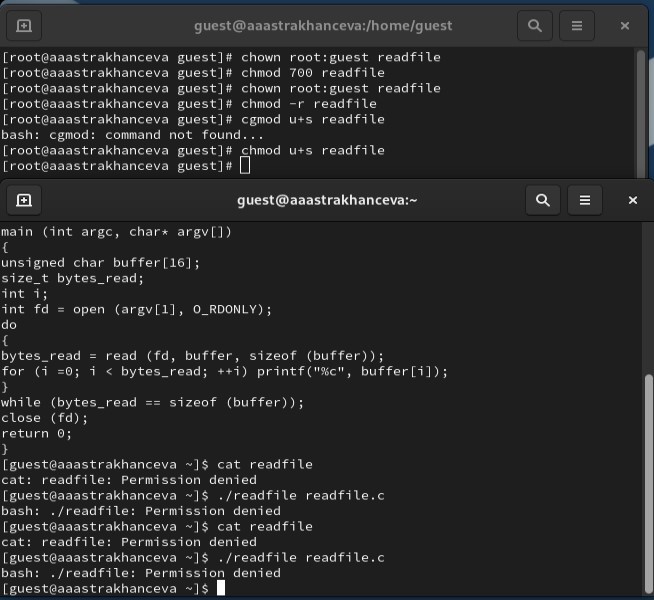 guest@aaastrakhanceva:/home/guest
[root@aaastrakhanceva guest]# chown root:guest readfile
[root@aaastrakhanceva guest]# chmod 700 readfile
[root@aaastrakhanceva guest]# chown root:guest readfile
[root@aaastrakhanceva guest]# chmod -r readfile
[root@aaastrakhanceva guest]# cgmod u+s readfile
bash: cgmod: command not found...
[root@aaastrakhanceva guest]# chmod u+s readfile
[root@aaastrakhanceva guest]#
guest@aaastrakhanceva:~
main (int argc, char* argv[])
{
unsigned char buffer[16];
size_t bytes_read;
int i;
int fd = open (argv[1], O_RDONLY);
do
{
bytes_read = read (fd, buffer, sizeof (buffer));
for (i =0; i < bytes_read; ++i) printf("%c", buffer[i]);
}
while (bytes_read == sizeof (buffer));
close (fd);
return 0;
}
[guest@aaastrakhanceva ~]$ cat readfile
cat: readfile: Permission denied
[guest@aaastrakhanceva ~]$ ./readfile readfile.c
bash: ./readfile: Permission denied
[guest@aaastrakhanceva ~]$ cat readfile
cat: readfile: Permission denied
[guest@aaastrakhanceva ~]$ ./readfile readfile.c
bash: ./readfile: Permission denied
[guest@aaastrakhanceva ~]$